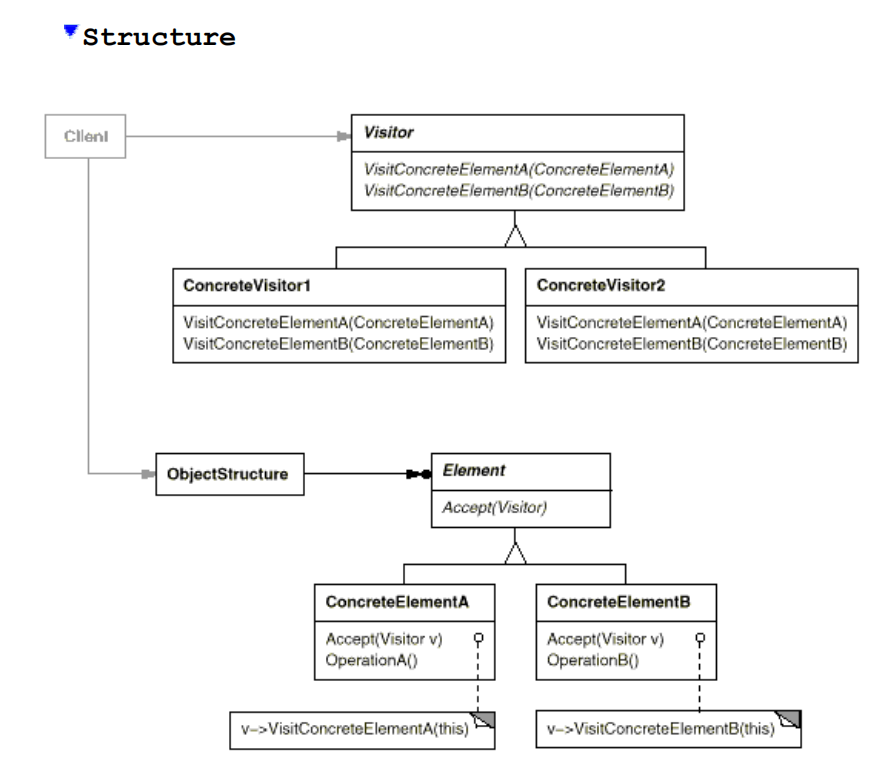 Structure
Client
Visitor
VisitConcreteElementA(ConcreteElementA)
VisitConcreteElementB(ConcreteElementB)
ConcreteVisitor1
VisitConcreteElementA(ConcreteElementA)
VisitConcreteElementB(ConcreteElementB)
ConcreteVisitor2
VisitConcreteElementA(ConcreteElementA)
VisitConcreteElementB(ConcreteElementB)
ObjectStructure
Element
Accept(Visitor)
ConcreteElementA
Accept(Visitor v)
OperationA()
ConcreteElementB
Accept(Visitor v)
OperationB()
v–>VisitConcreteElementA(this)
v–>VisitConcreteElementB(this)